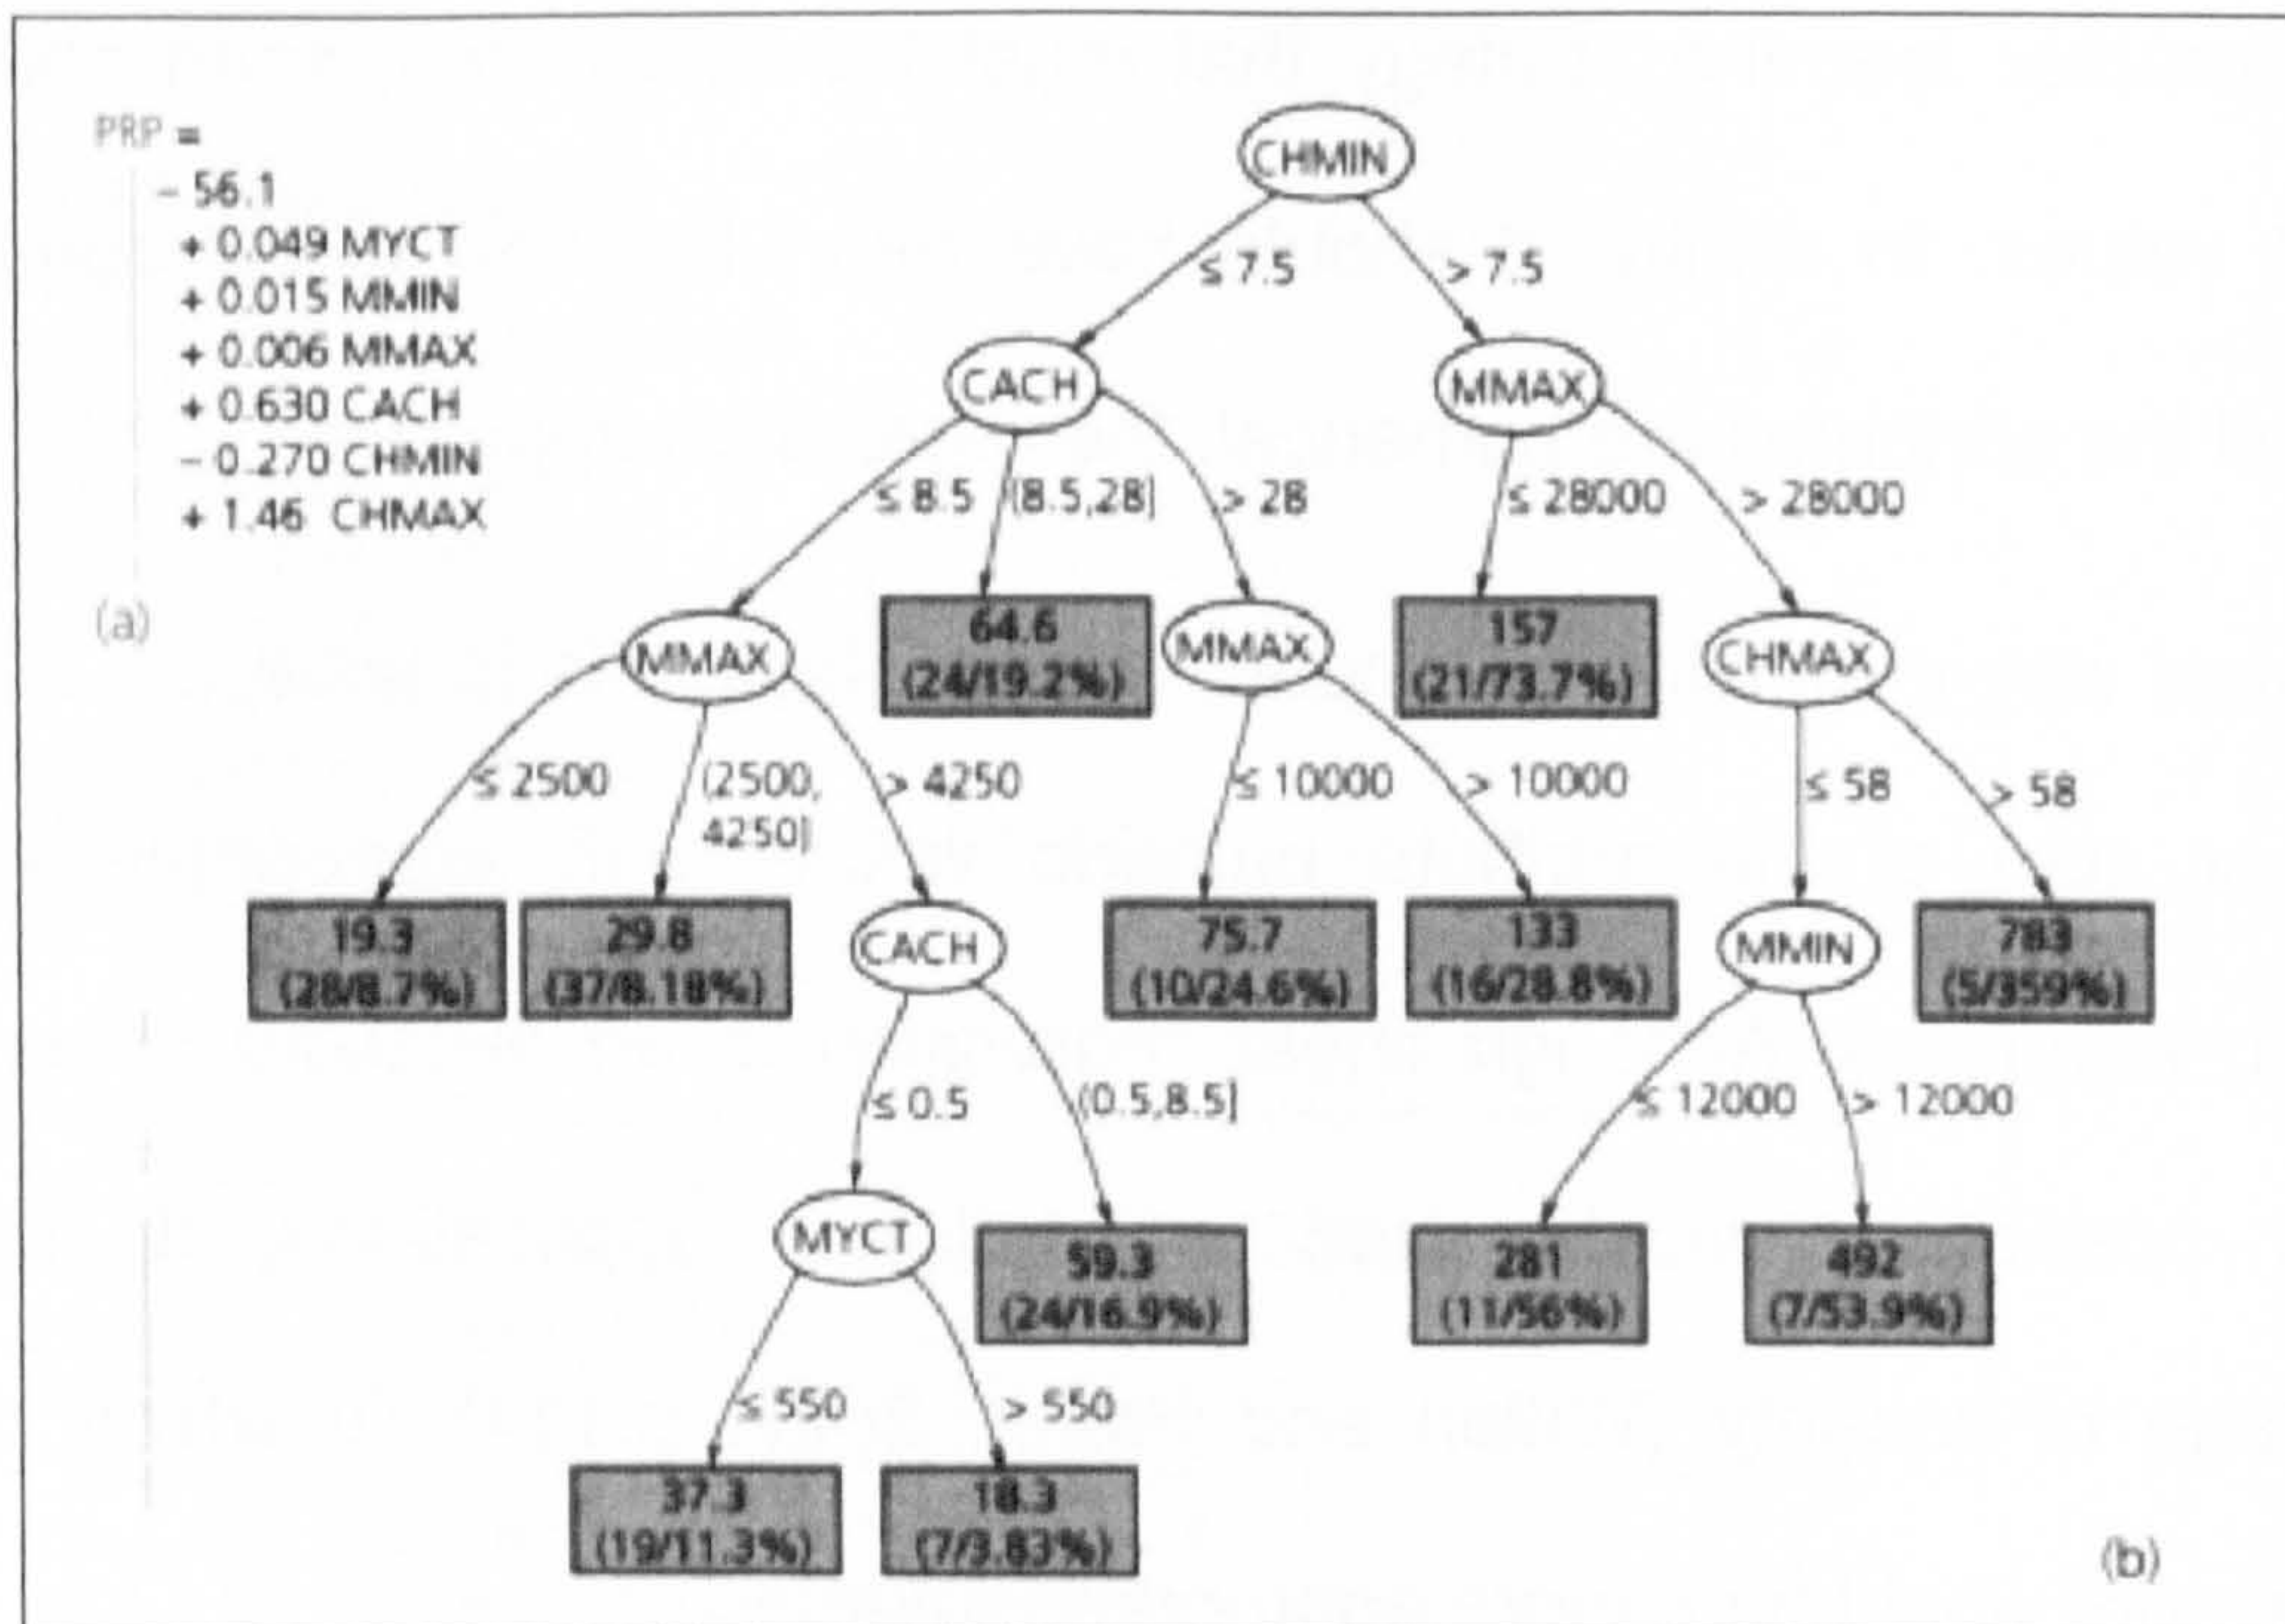 PRP =
– 56.1
+ 0.049 MYCT
+ 0.015 MMIN
+ 0.006 MMAX
+ 0.630 CACH
– 0.270 CHMIN
+ 1.46 CHMAX
(a)
CHMIN
≤ 7.5
> 7.5
CACH
MMAX
≤ 8.5
(8.5,28]
> 28
≤ 28000
> 28000
MMAX
64.6
(24/19.2%)
MMAX
157
(21/73.7%)
CHMAX
≤ 2500
(2500,
4250]
> 4250
≤ 10000
> 10000
≤ 58
> 58
19.3
(28/8.7%)
29.8
(37/8.18%)
CACH
75.7
(10/24.6%)
133
(16/28.8%)
MMIN
783
(5/359%)
≤ 0.5
(0.5,8.5]
≤ 12000
> 12000
MYCT
59.3
(24/16.9%)
281
(11/56%)
492
(7/53.9%)
≤ 550
> 550
37.3
(19/11.3%)
18.3
(7/3.83%)
(b)